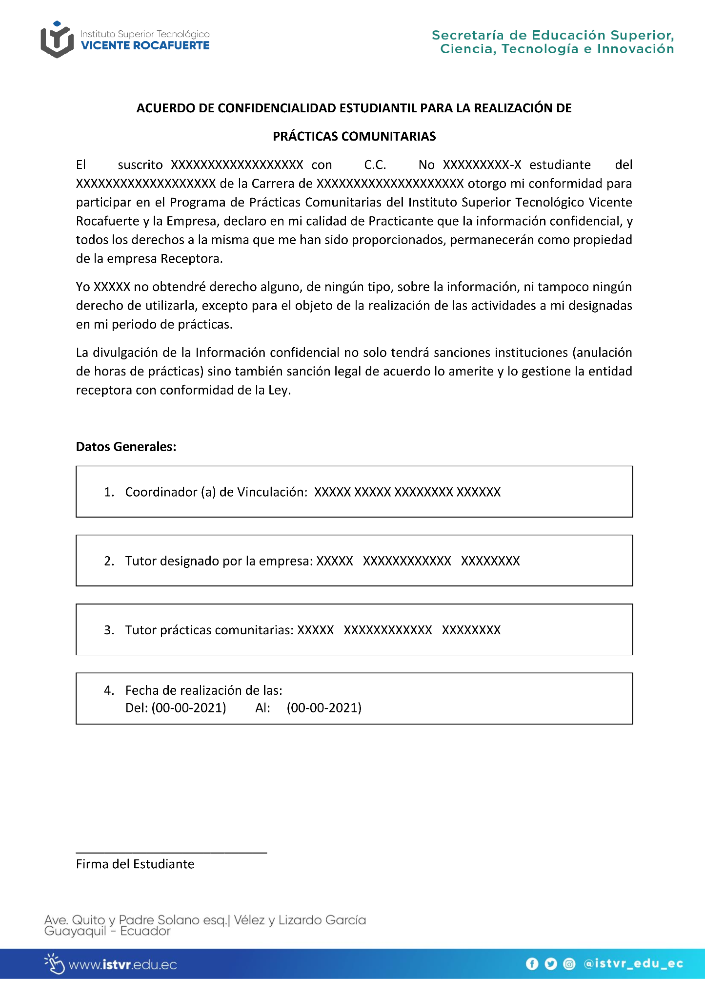 Instituto Superior Tecnológico
VICENTE ROCAFUERTE
Secretaría de Educación Superior,
Ciencia, Tecnología e Innovación
ACUERDO DE CONFIDENCIALIDAD ESTUDIANTIL PARA LA REALIZACIÓN DE
PRÁCTICAS COMUNITARIAS
El suscrito XXXXXXXXXXXXXXXXXX con C.C. No XXXXXXXXX-X estudiante del
XXXXXXXXXXXXXXXXXXX de la Carrera de XXXXXXXXXXXXXXXXXXXX otorgo mi conformidad para
participar en el Programa de Prácticas Comunitarias del Instituto Superior Tecnológico Vicente
Rocafuerte y la Empresa, declaro en mi calidad de Practicante que la información confidencial, y
todos los derechos a la misma que me han sido proporcionados, permanecerán como propiedad
de la empresa Receptora.
Yo XXXXX no obtendré derecho alguno, de ningún tipo, sobre la información, ni tampoco ningún
derecho de utilizarla, excepto para el objeto de la realización de las actividades a mi designadas
en mi periodo de prácticas.
La divulgación de la Información confidencial no solo tendrá sanciones instituciones (anulación
de horas de prácticas) sino también sanción legal de acuerdo lo amerite y lo gestione la entidad
receptora con conformidad de la Ley.
Datos Generales:
1. Coordinador (a) de Vinculación: XXXXX XXXXX XXXXXXXX XXXXXX
2. Tutor designado por la empresa: XXXXX XXXXXXXXXXXX XXXXXXXX
3. Tutor prácticas comunitarias: XXXXX XXXXXXXXXXXX XXXXXXXX
4. Fecha de realización de las:
Del: (00-00-2021) Al: (00-00-2021)
Firma del Estudiante
Ave. Quito y Padre Solano esq.| Vélez y Lizardo García
Guayaquil - Ecuador
www.istvr.edu.ec
@istvr_edu_ec